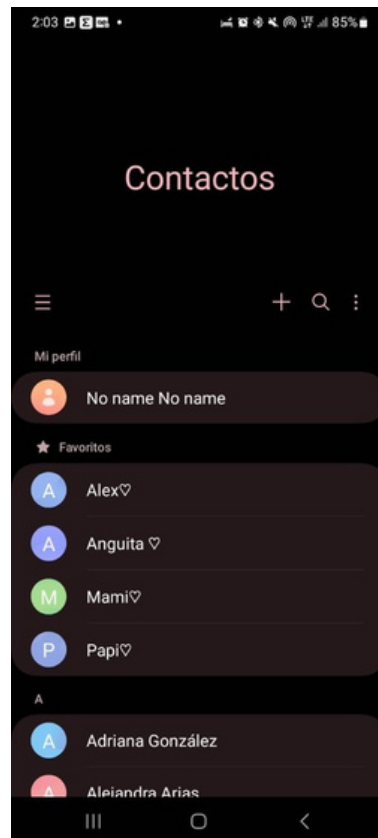 2:03
LTE 85%
Contactos
Mi perfil
No name No name
Favoritos
A Alex♡
A Anguita ♡
M Mami♡
P Papi♡
A
A Adriana González
A Alejandra Arias